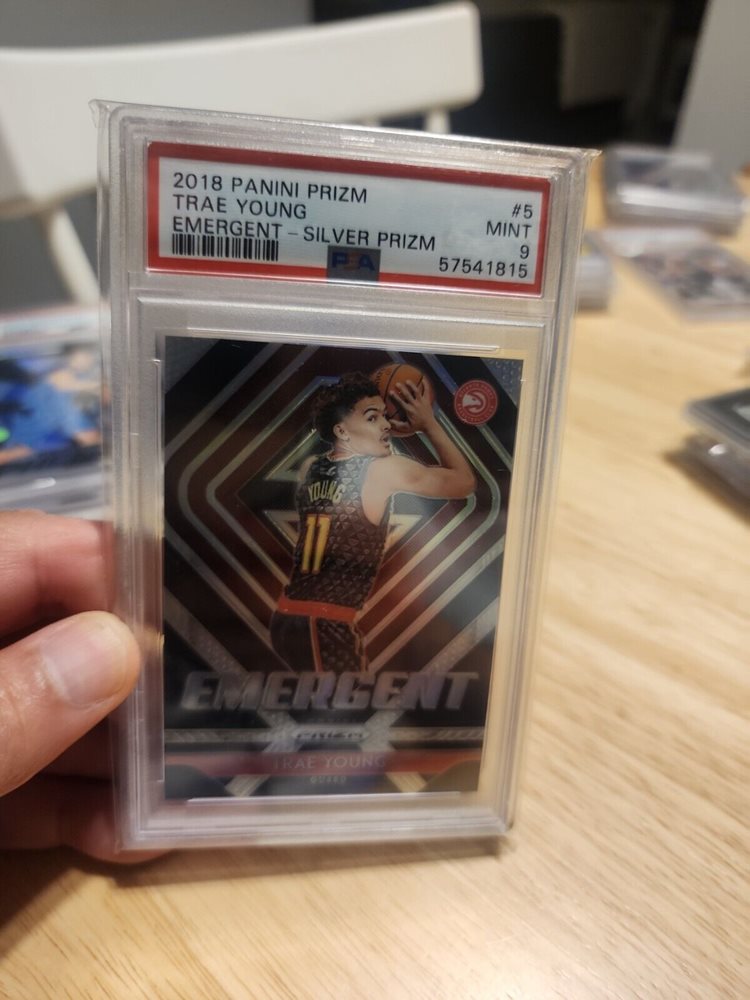 2018 PANINI PRIZM #5
TRAE YOUNG MINT
EMERGENT - SILVER PRIZM 9
PSA 57541815
YOUNG
11
EMERGENT
PRIZM
TRAE YOUNG
GUARD